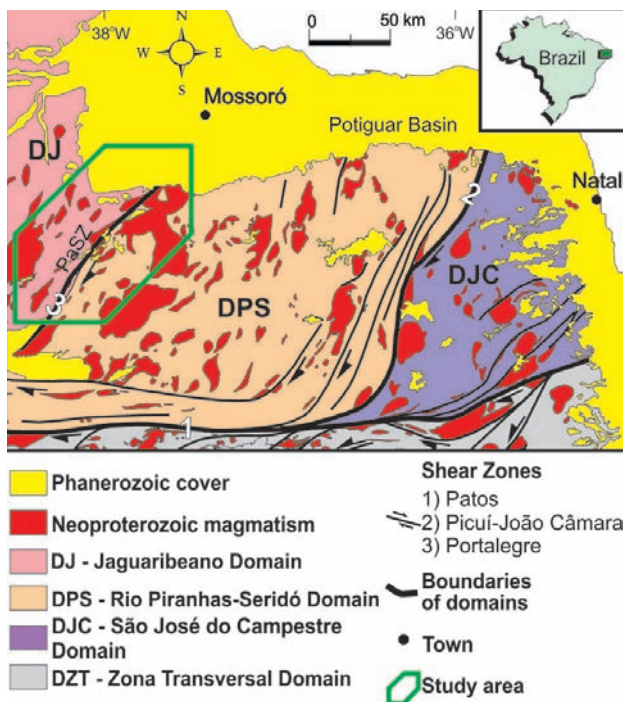 38°W
N
W E
S
0 50 km
36°W
Brazil
Mossoró
Potiguar Basin
DJ
Natal
2
PaSZ
DJC
3
DPS
1
Phanerozoic cover
Neoproterozoic magmatism
DJ - Jaguaribeano Domain
DPS - Rio Piranhas-Seridó Domain
DJC - São José do Campestre
Domain
DZT - Zona Transversal Domain
Shear Zones
1) Patos
2) Picuí-João Câmara
3) Portalegre
Boundaries
of domains
Town
Study area